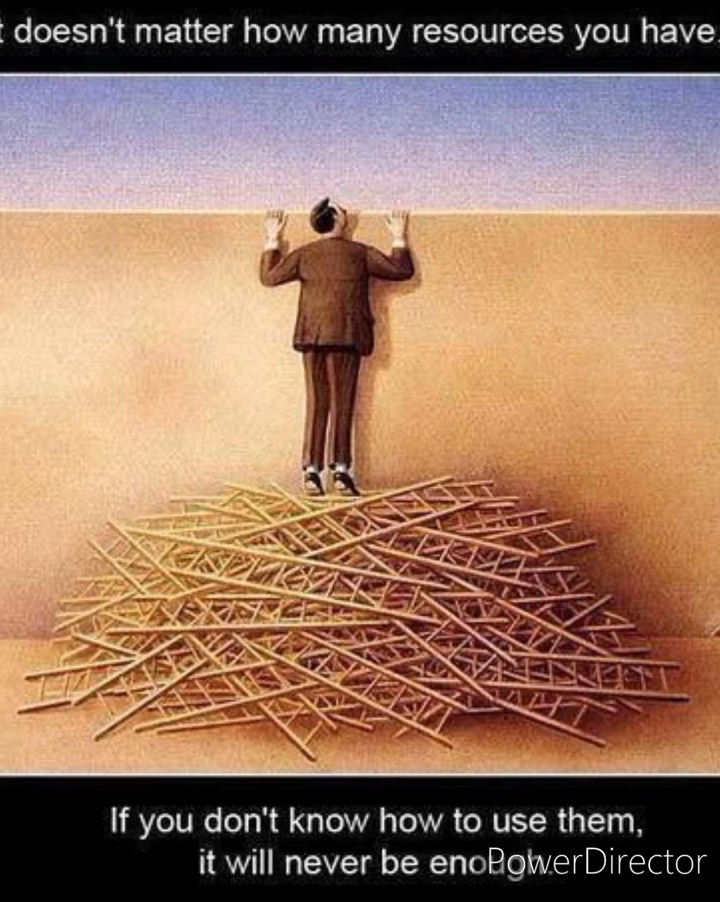 t doesn't matter how many resources you have.
If you don't know how to use them,
it will never be enough.
PowerDirector